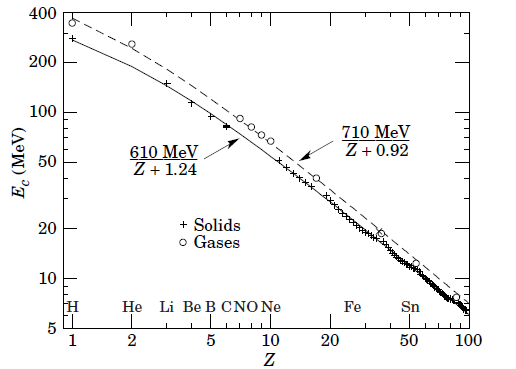 400
200
100
50
20
10
5
E_c (MeV)
710 MeV
Z + 0.92
610 MeV
Z + 1.24
+ Solids
○ Gases
H He Li Be B C N O Ne Fe Sn
1 2 5 10 20 50 100
Z